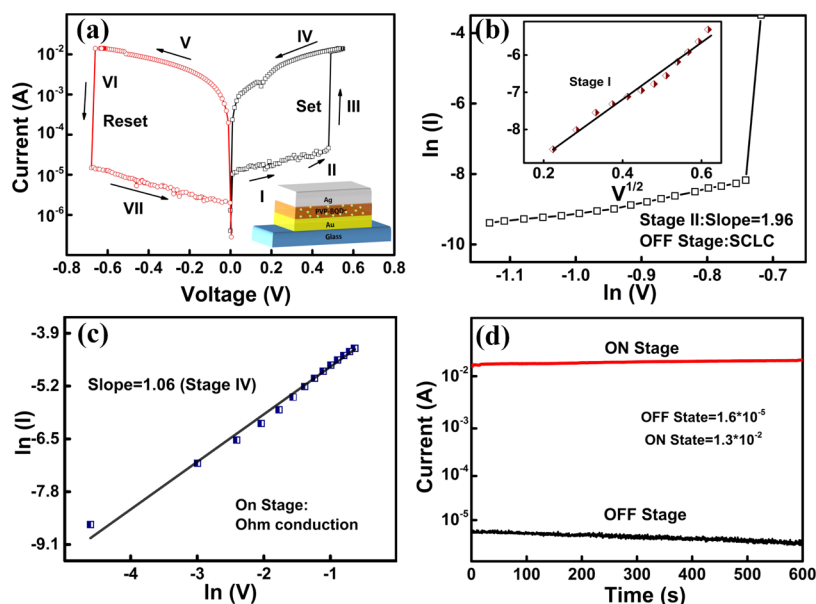 (a)
Current (A)
10⁻²
10⁻³
10⁻⁴
10⁻⁵
10⁻⁶
V
IV
VI
Reset
Set
III
VII
I
II
Ag
PVP-BOD
Au
Glass
-0.8 -0.6 -0.4 -0.2 0.0 0.2 0.4 0.6 0.8
Voltage (V)
(b)
ln (I)
-4
-6
-8
-10
-5
-6
-7
-8
Stage I
0.2 0.4 0.6
V^1/2
Stage II:Slope=1.96
OFF Stage:SCLC
-1.1 -1.0 -0.9 -0.8 -0.7
ln (V)
(c)
ln (I)
-3.9
-5.2
-6.5
-7.8
-9.1
Slope=1.06 (Stage IV)
On Stage:
Ohm conduction
-4 -3 -2 -1
ln (V)
(d)
Current (A)
10⁻²
10⁻³
10⁻⁴
10⁻⁵
ON Stage
OFF State=1.6*10⁻⁵
ON State=1.3*10⁻²
OFF Stage
0 100 200 300 400 500 600
Time (s)